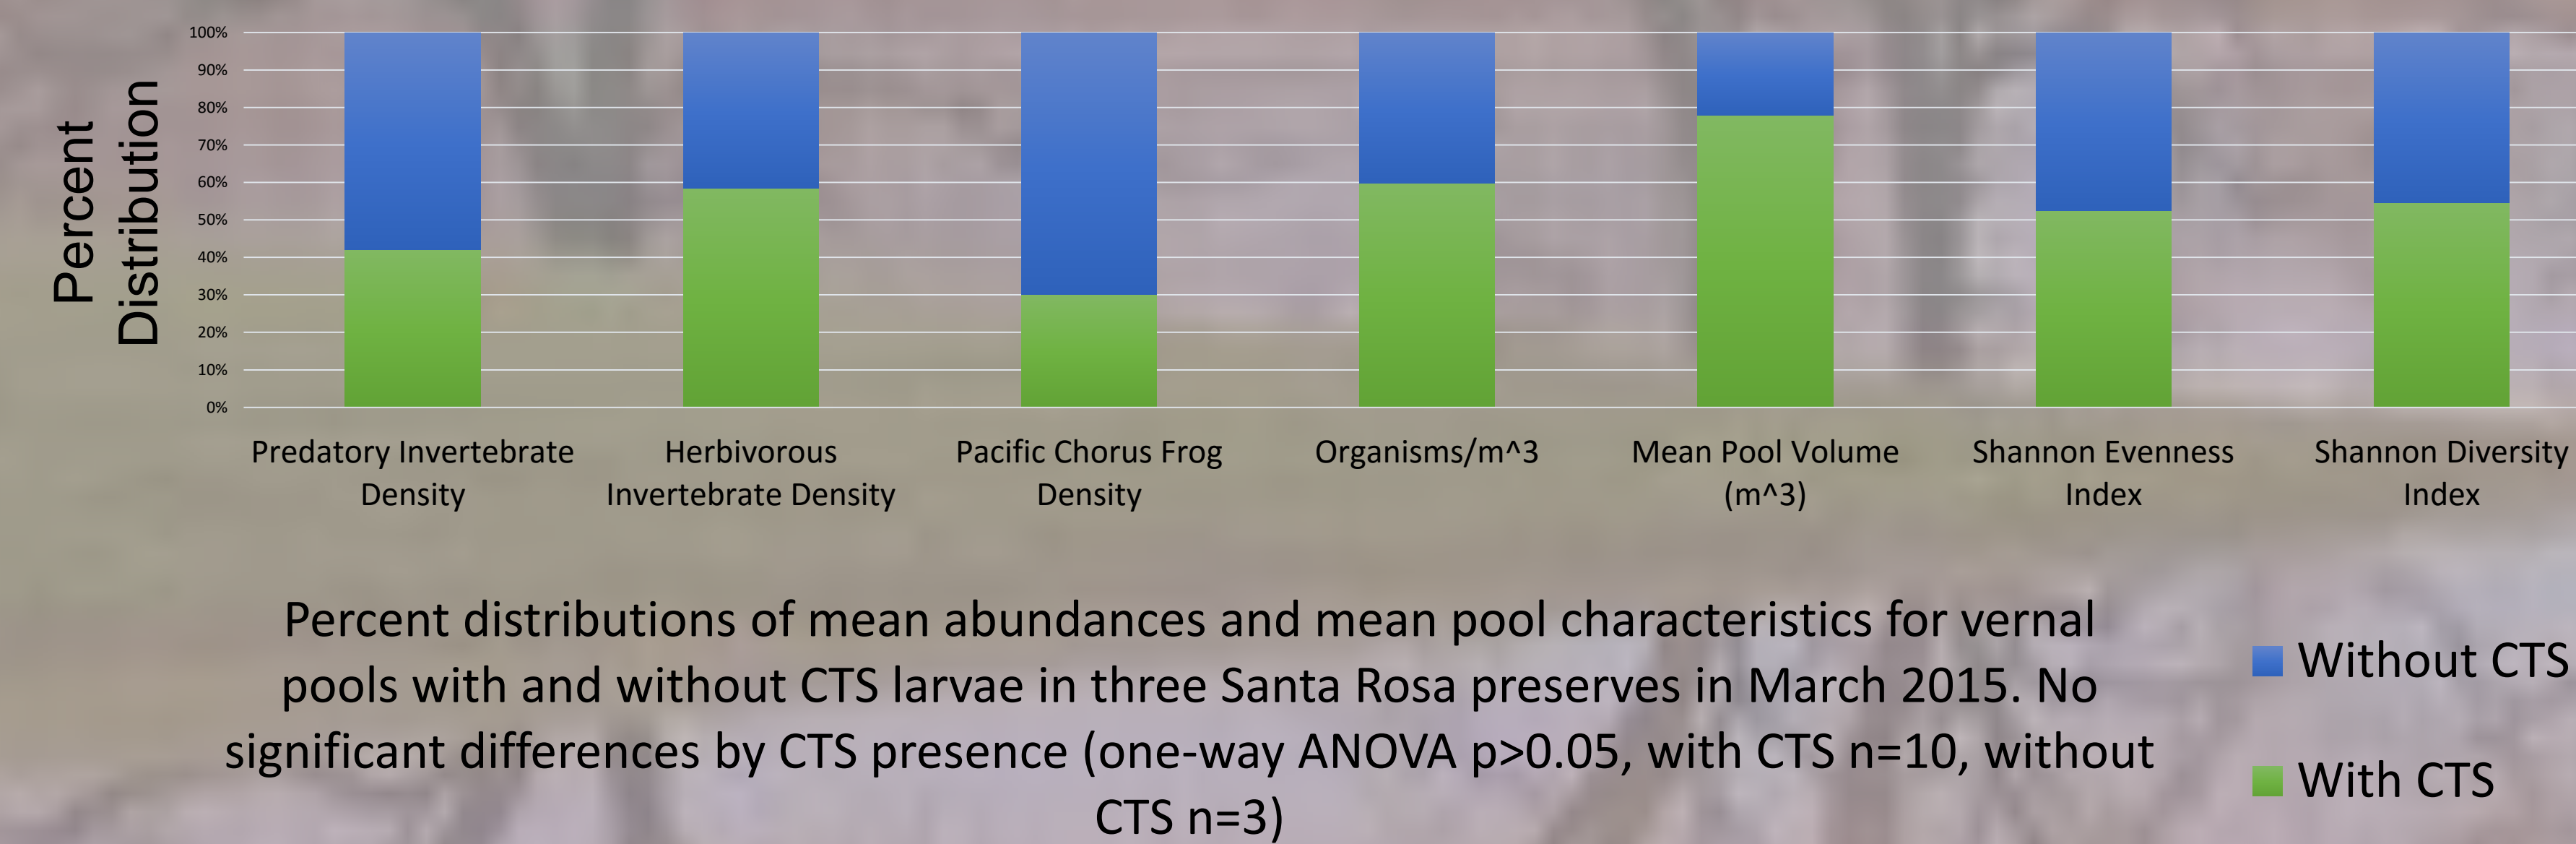 Percent
Distribution
100%
90%
80%
70%
60%
50%
40%
30%
20%
10%
0%
Predatory Invertebrate
Density
Herbivorous
Invertebrate Density
Pacific Chorus Frog
Density
Organisms/m^3
Mean Pool Volume
(m^3)
Shannon Evenness
Index
Shannon Diversity
Index
Percent distributions of mean abundances and mean pool characteristics for vernal
pools with and without CTS larvae in three Santa Rosa preserves in March 2015. No
significant differences by CTS presence (one-way ANOVA p>0.05, with CTS n=10, without
CTS n=3)
Without CTS
With CTS